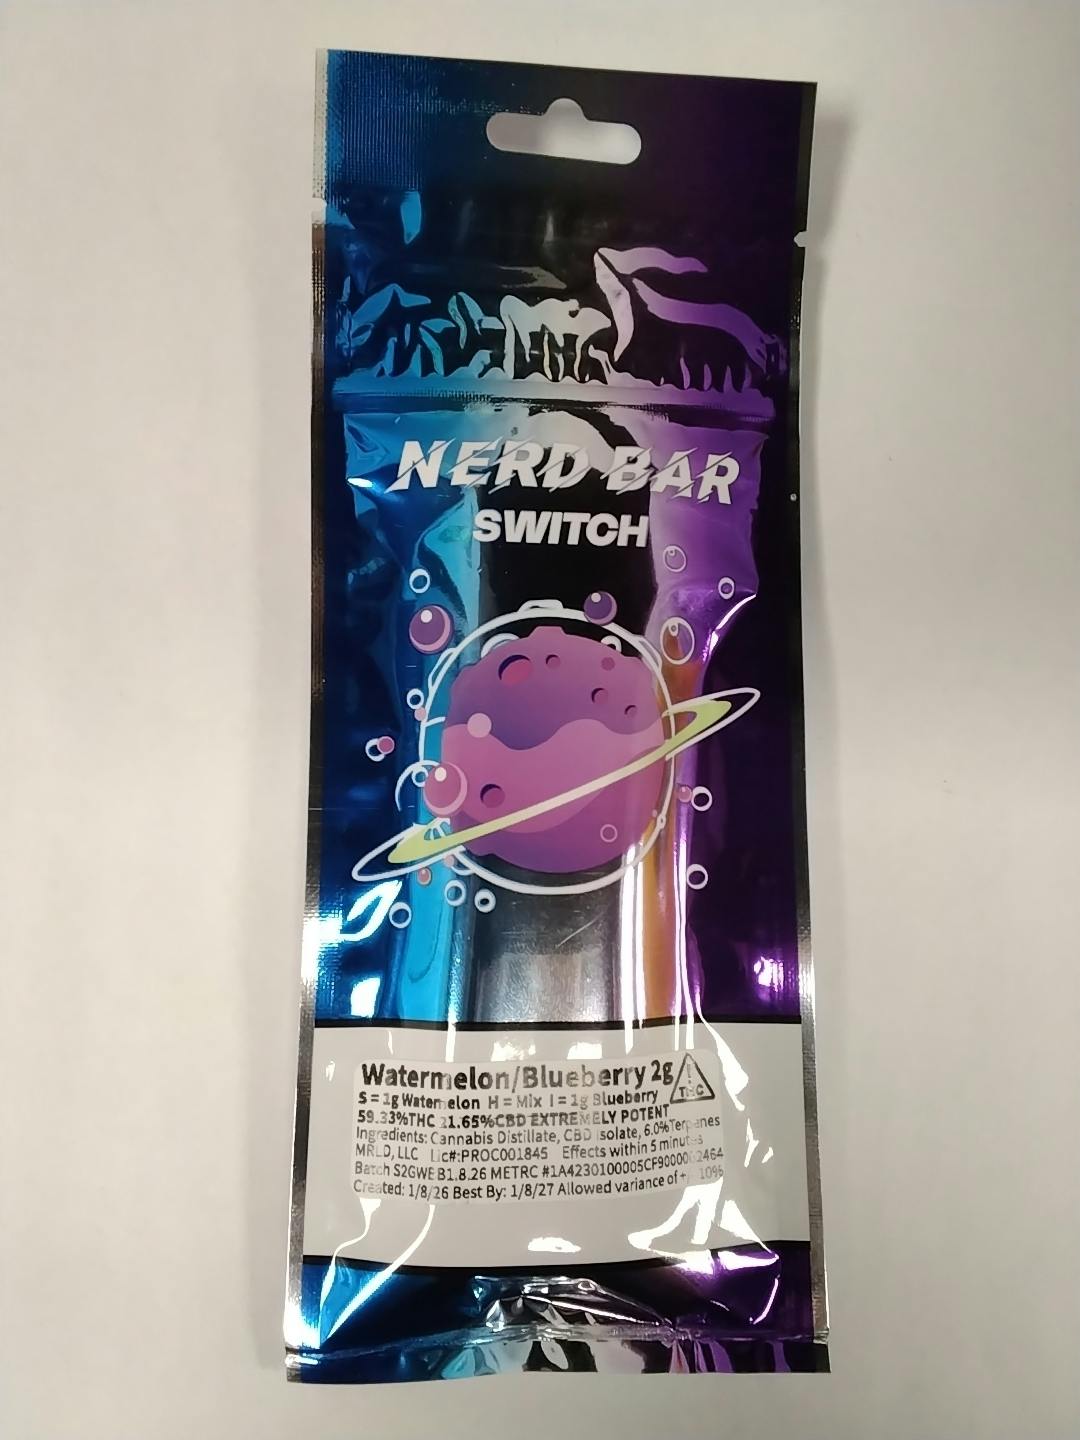 NERD BAR
SWITCH
Watermelon/Blueberry 2g
THC
S = 1g Watermelon H = Mix I = 1g Blueberry
59.33%THC 21.65%CBD EXTREMELY POTENT
Ingredients: Cannabis Distillate, CBD Isolate, 6.0%Terpenes
MRLD, LLC Lic#:PROC001845 Effects within 5 minutes
Batch S2GWEB1.8.26 METRC
Created: 1/8/26 Best By: 1/8/27 Allowed variance of +/- 10%